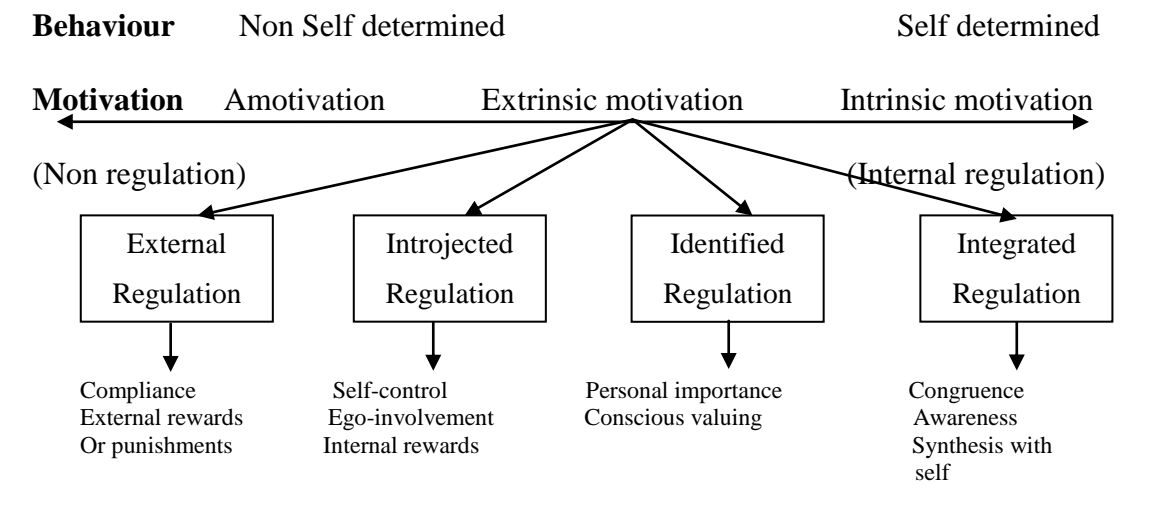 Behaviour Non Self determined Self determined
Motivation Amotivation Extrinsic motivation Intrinsic motivation
(Non regulation) (Internal regulation)
External Regulation
Introjected Regulation
Identified Regulation
Integrated Regulation
Compliance
External rewards
Or punishments
Self-control
Ego-involvement
Internal rewards
Personal importance
Conscious valuing
Congruence
Awareness
Synthesis with
self